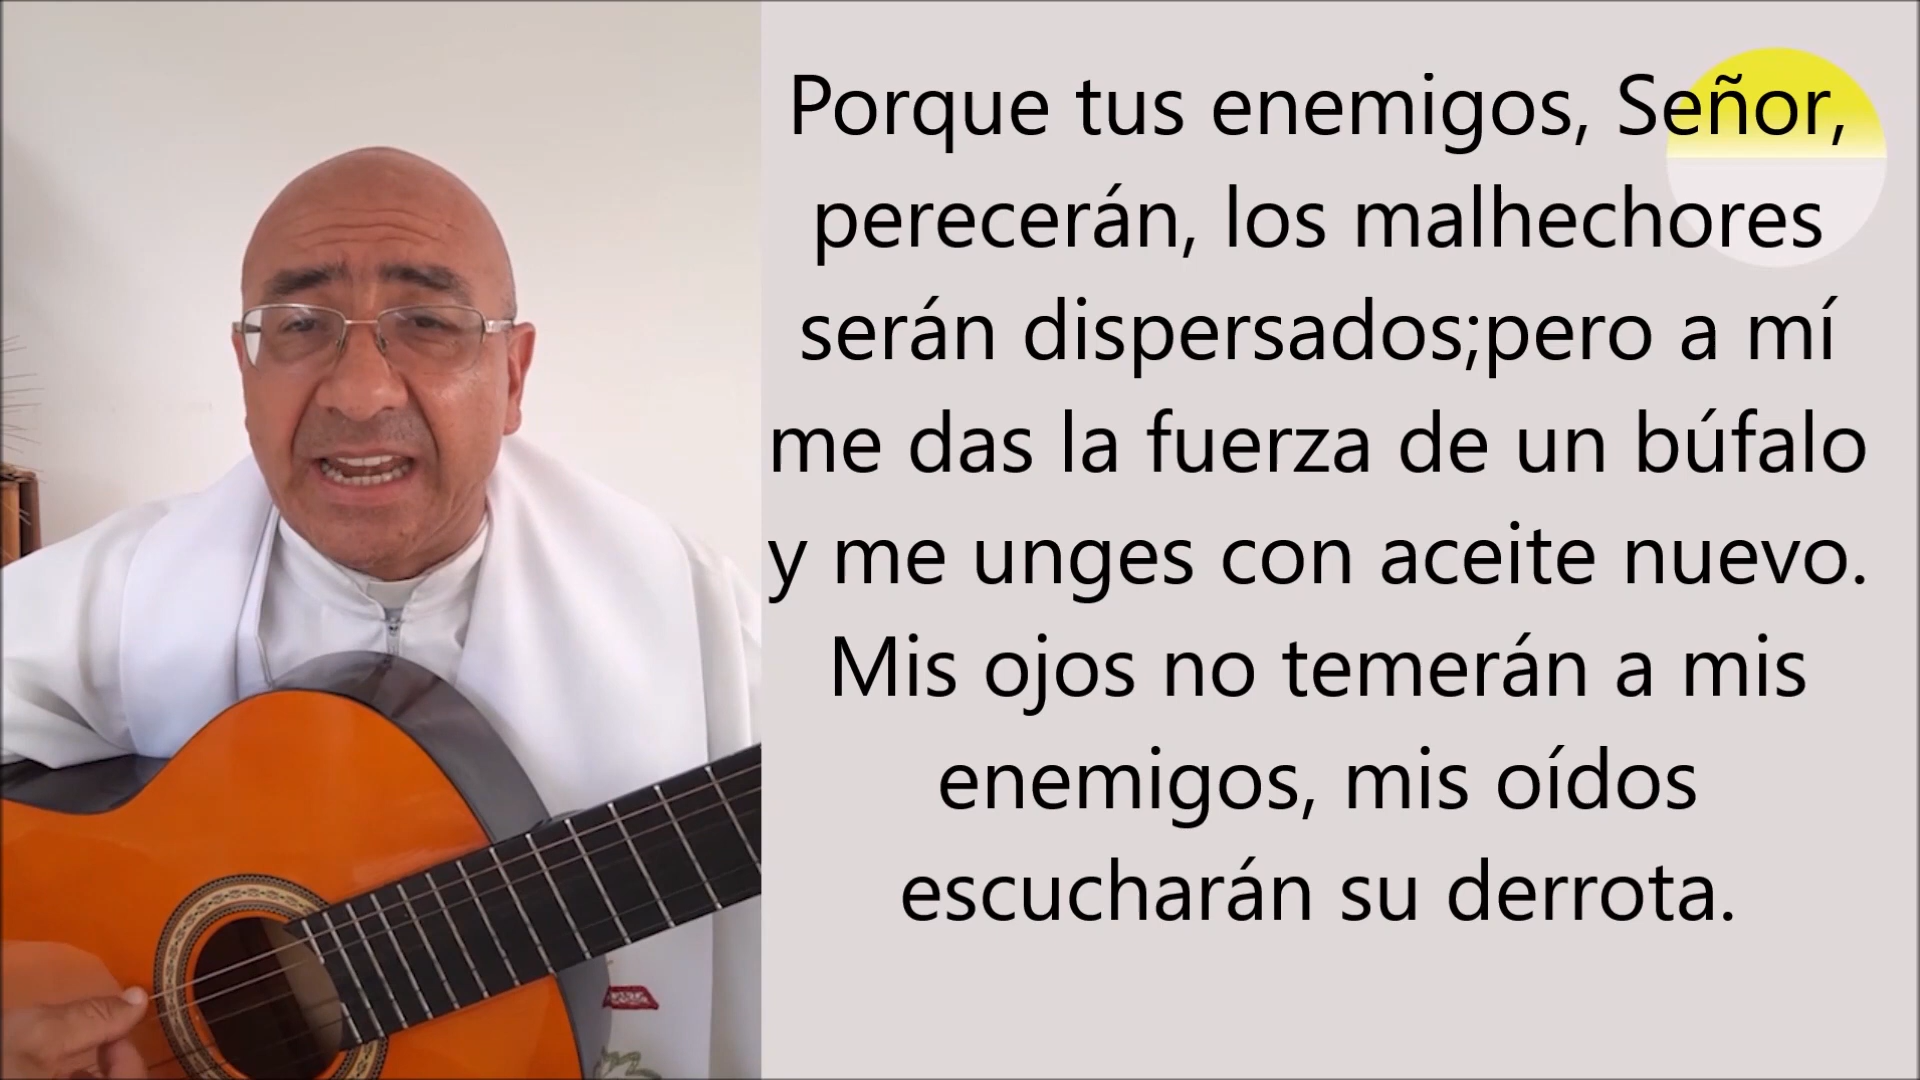 Porque tus enemigos, Señor,
perecerán, los malhechores
serán dispersados;pero a mí
me das la fuerza de un búfalo
y me unges con aceite nuevo.
Mis ojos no temerán a mis
enemigos, mis oídos
escucharán su derrota.